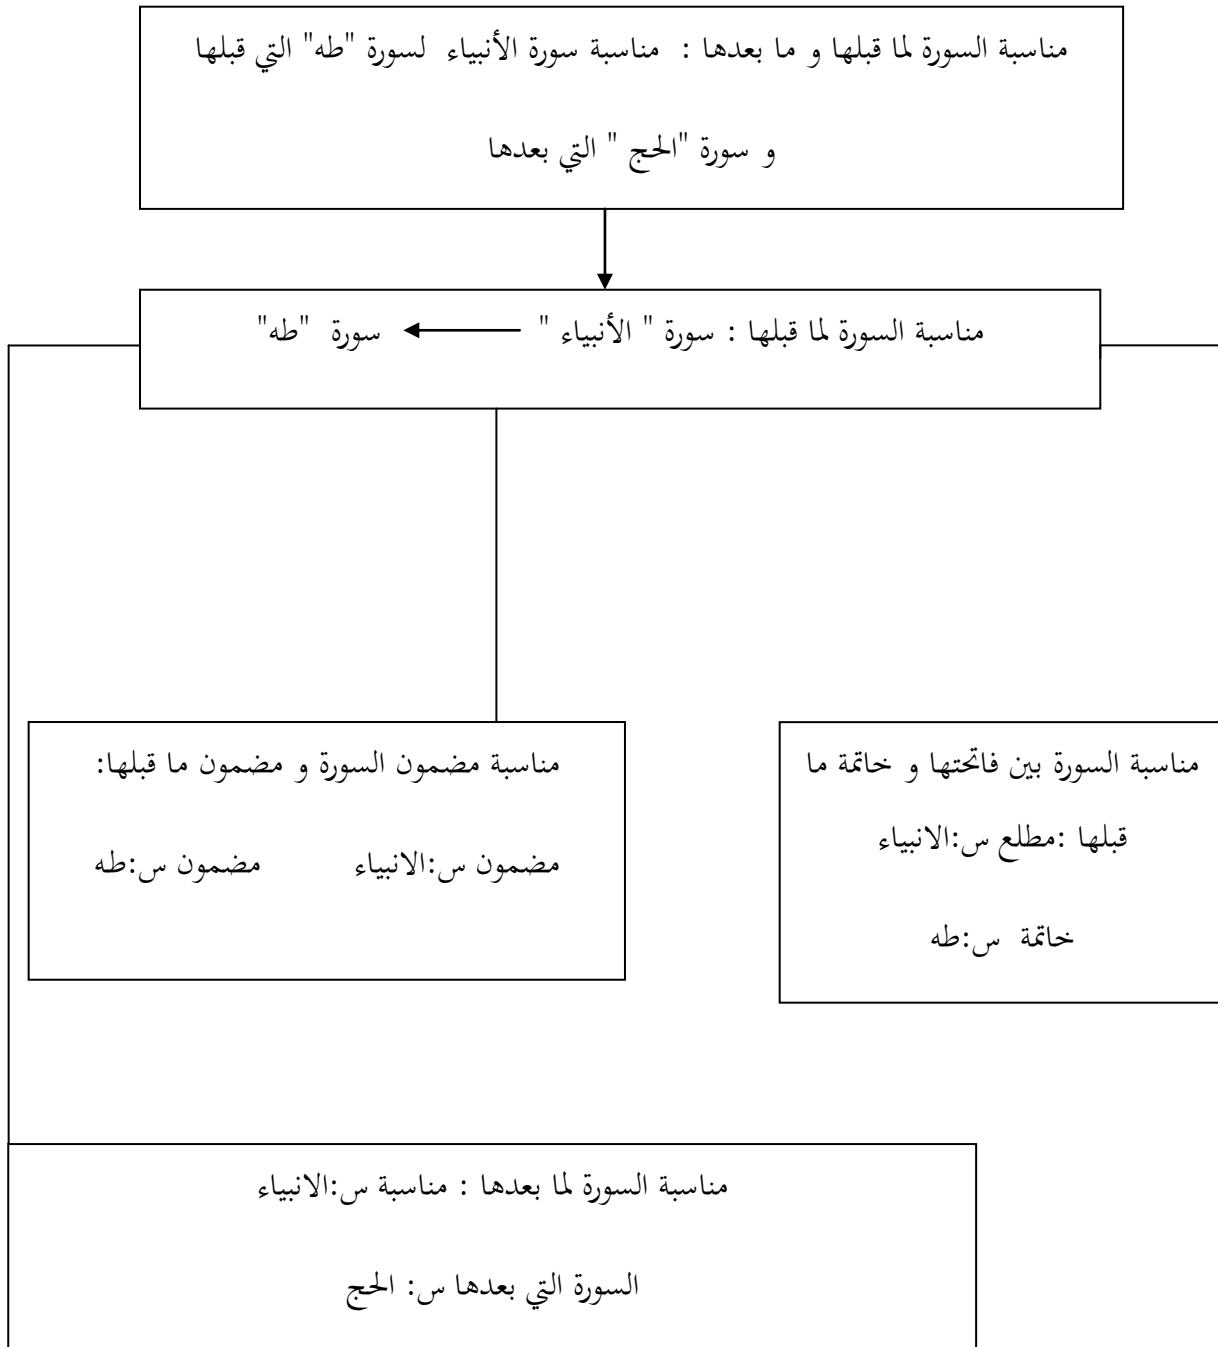 مناسبة السورة لما قبلها و ما بعدها : مناسبة سورة الأنبياء لسورة "طه" التي قبلها
و سورة "الحج " التي بعدها
مناسبة السورة لما قبلها : سورة " الأنبياء " سورة "طه"
مناسبة السورة بين فاتحتها و خاتمة ما
قبلها :مطلع س:الانبياء
خاتمة س:طه
مناسبة مضمون السورة و مضمون ما قبلها:
مضمون س:الانبياء مضمون س:طه
مناسبة السورة لما بعدها : مناسبة س:الانبياء
السورة التي بعدها س: الحج